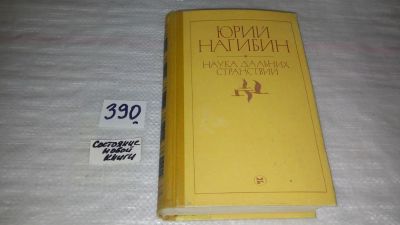 ЮРИЙ
НАГИБИН
НАУКА ДАЛЬНИХ
СТРАНСТВИЙ
390
Состояние
новой
книги